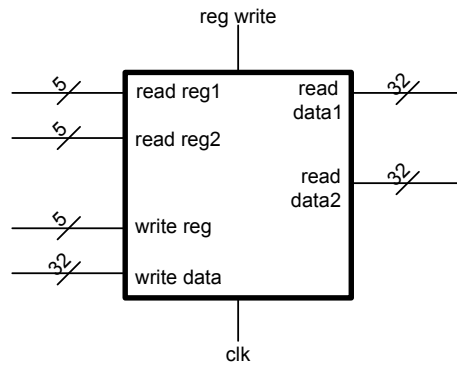 reg write
5
read reg1
read
data1
32
5
read reg2
read
data2
32
5
write reg
32
write data
clk